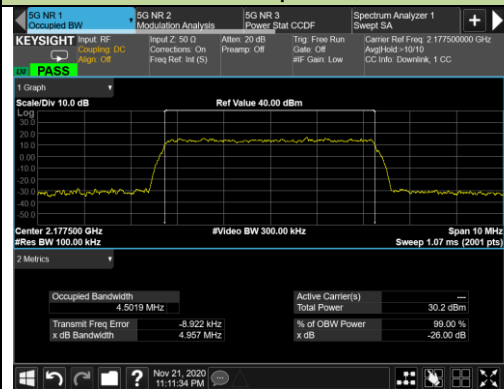 5G NR 1
Occupied BW
5G NR 2
Modulation Analysis
5G NR 3
Power Stat CCDF
Spectrum Analyzer 1
Swept SA
KEYSIGHT
Input: RF
Coupling: DC
Align: Off
Input Z: 50 Ω
Corrections: On
Freq Ref: Int (S)
Atten: 20 dB
Preamp: Off
Trig: Free Run
Gate: Off
#IF Gain: Low
Carrier Ref Freq: 2.177500000 GHz
Avg|Hold:>10/10
CC Info: Downlink, 1 CC
PASS
1 Graph
Scale/Div 10.0 dB
Ref Value 40.00 dBm
Log
30.0
20.0
10.0
0.00
-10.0
-20.0
-30.0
-40.0
-50.0
Center 2.177500 GHz
#Video BW 300.00 kHz
Span 10 MHz
#Res BW 100.00 kHz
Sweep 1.07 ms (2001 pts)
2 Metrics
Occupied Bandwidth
4.5019 MHz
Active Carrier(s)
---
Total Power
30.2 dBm
Transmit Freq Error
-8.922 kHz
% of OBW Power
99.00 %
x dB Bandwidth
4.957 MHz
x dB
-26.00 dB
?
Nov 21, 2020
11:11:34 PM